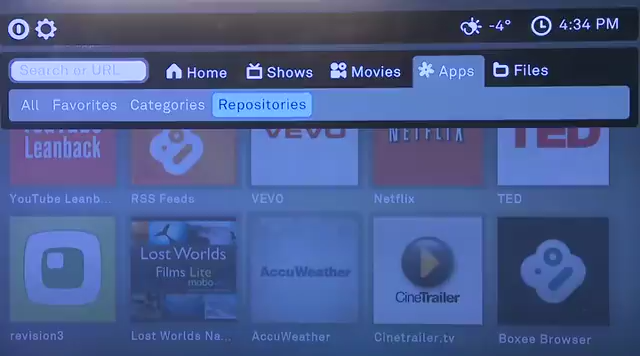 -4° 4:34 PM
Search or URL Home Shows Movies Apps Files
All Favorites Categories Repositories
YouTube
Leanback
VEVO
NETFLIX
TED
YouTube Leanb... RSS Feeds VEVO Netflix TED
Lost Worlds
Films Lite
mobo
AccuWeather
CineTrailer
revision3 Lost Worlds Na... AccuWeather Cinetrailer.tv Boxee Browser